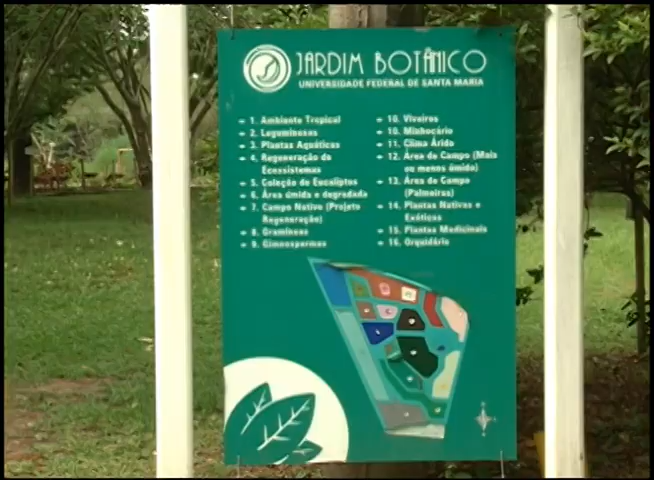 JARDIM BOTÂNICO
UNIVERSIDADE FEDERAL DE SANTA MARIA
1. Ambiente Tropical
2. Leguminosas
3. Plantas Aquáticas
4. Regeneração de
Ecossistemas
5. Coleção de Eucaliptos
6. Área úmida e degradada
7. Campo Nativo (Projeto
Regeneração)
8. Gramíneas
9. Gimnospermas
10. Viveiros
10. Minhocário
11. Clima Árido
12. Área de Campo (Mais
ou menos úmido)
13. Área de Campo
(Palmeiras)
14. Plantas Nativas e
Exóticas
15. Plantas Medicinais
16. Orquidário